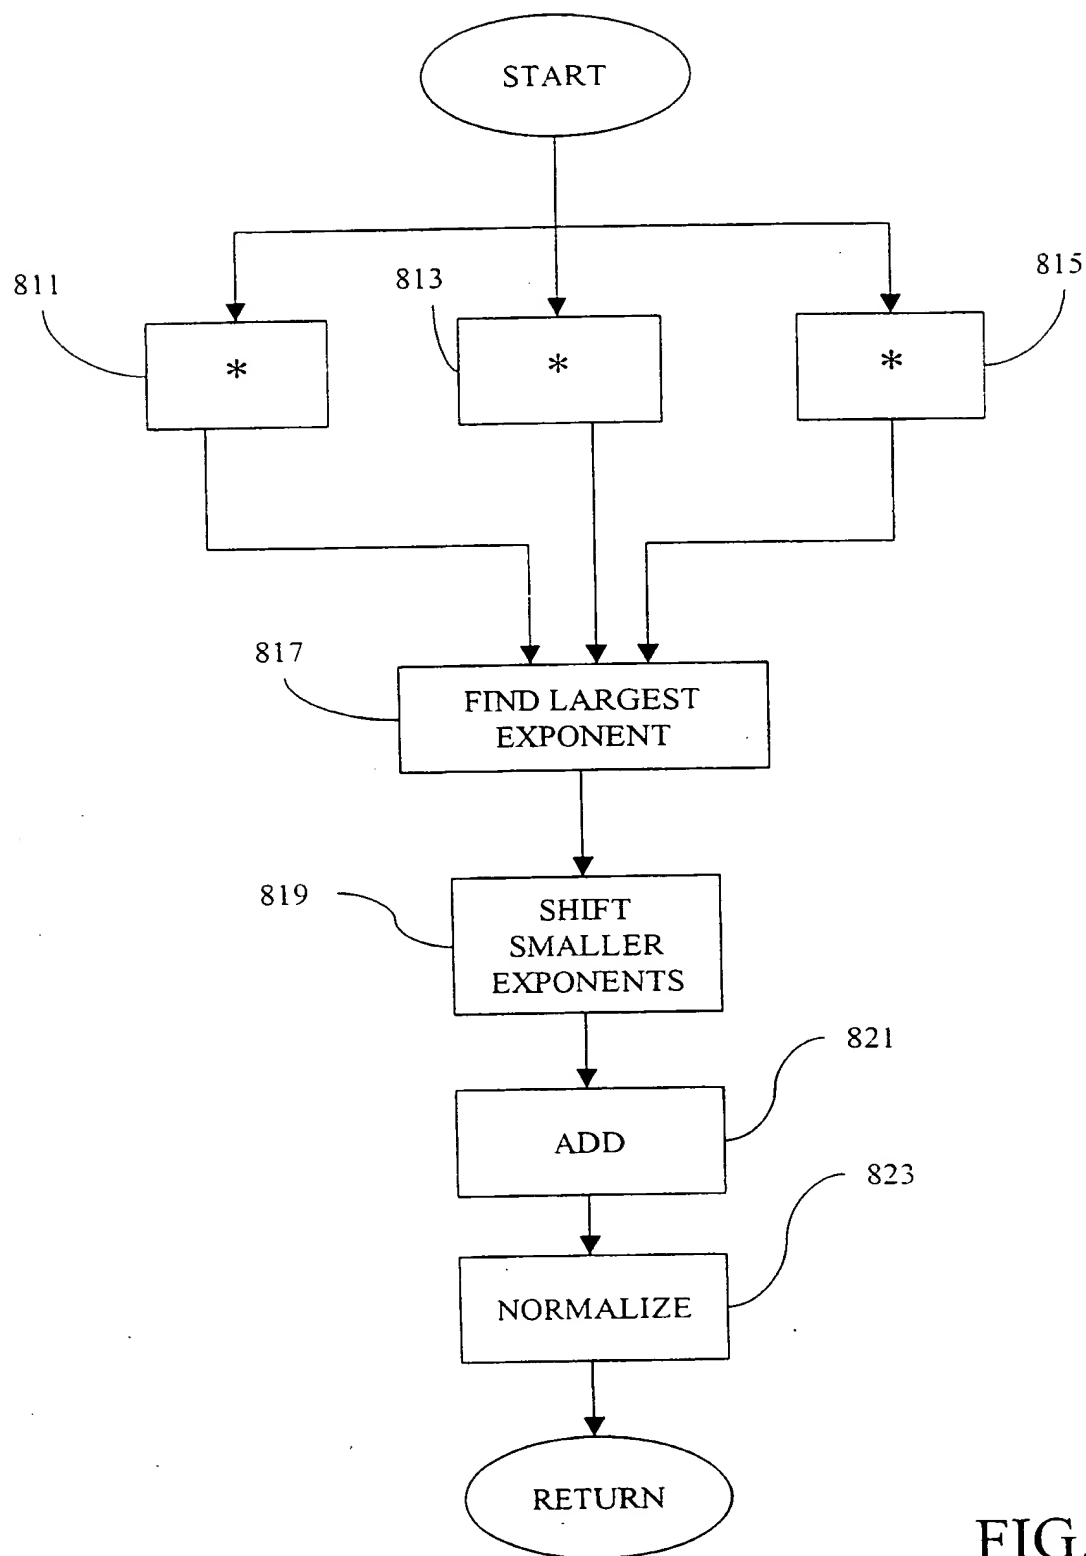 START
811
813
815
*
*
*
817
FIND LARGEST
EXPONENT
819
SHIFT
SMALLER
EXPONENTS
821
ADD
823
NORMALIZE
RETURN
FIG.